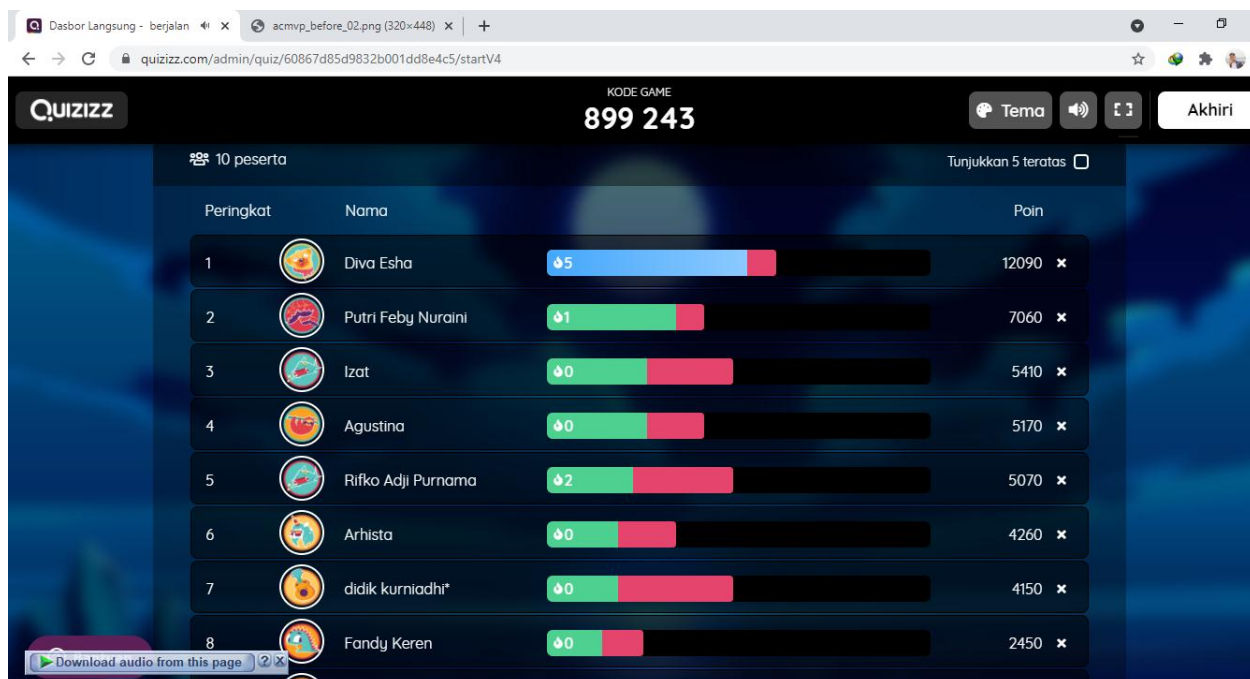 Dasbor Langsung - berjalan
acmvp_before_02.png (320×448)
quizizz.com/admin/quiz/60867d85d9832b001dd8e4c5/startV4
Quizizz
KODE GAME
899 243
Tema
Akhiri
10 peserta
Tunjukkan 5 teratas
Peringkat Nama Poin
1 Diva Esha 5 12090
2 Putri Feby Nuraini 1 7060
3 Izat 0 5410
4 Agustina 0 5170
5 Rifko Adji Purnama 2 5070
6 Arhista 0 4260
7 didik kurniadhi* 0 4150
8 Fandy Keren 0 2450
Download audio from this page ? X